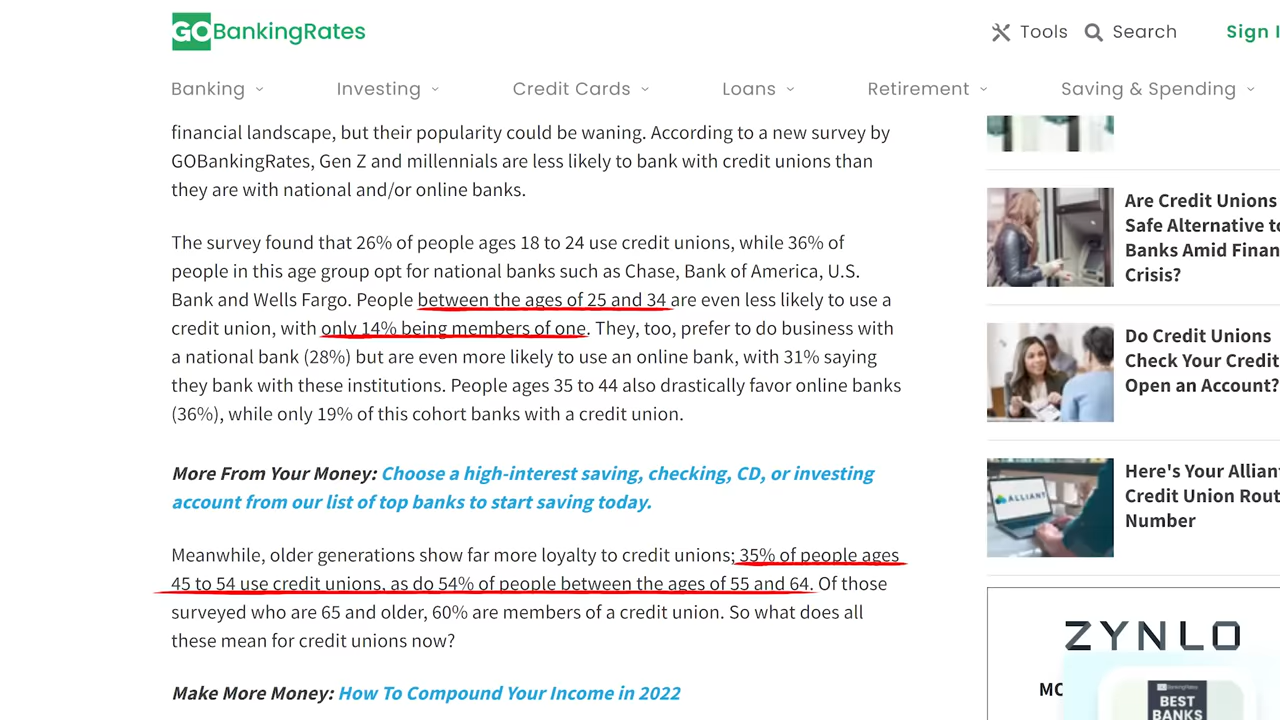 GOBankingRates
Tools
Search
Sign I
Banking
Investing
Credit Cards
Loans
Retirement
Saving & Spending
financial landscape, but their popularity could be waning. According to a new survey by
GOBankingRates, Gen Z and millennials are less likely to bank with credit unions than
they are with national and/or online banks.
The survey found that 26% of people ages 18 to 24 use credit unions, while 36% of
people in this age group opt for national banks such as Chase, Bank of America, U.S.
Bank and Wells Fargo. People between the ages of 25 and 34 are even less likely to use a
credit union, with only 14% being members of one. They, too, prefer to do business with
a national bank (28%) but are even more likely to use an online bank, with 31% saying
they bank with these institutions. People ages 35 to 44 also drastically favor online banks
(36%), while only 19% of this cohort banks with a credit union.
More From Your Money: Choose a high-interest saving, checking, CD, or investing
account from our list of top banks to start saving today.
Meanwhile, older generations show far more loyalty to credit unions; 35% of people ages
45 to 54 use credit unions, as do 54% of people between the ages of 55 and 64. Of those
surveyed who are 65 and older, 60% are members of a credit union. So what does all
these mean for credit unions now?
Make More Money: How To Compound Your Income in 2022
Are Credit Unions
Safe Alternative to
Banks Amid Finan
Crisis?
Do Credit Unions
Check Your Credit
Open an Account?
ALLIANT
Here's Your Allian
Credit Union Rout
Number
ZYNLO
MO
GOBankingRates
BEST
BANKS